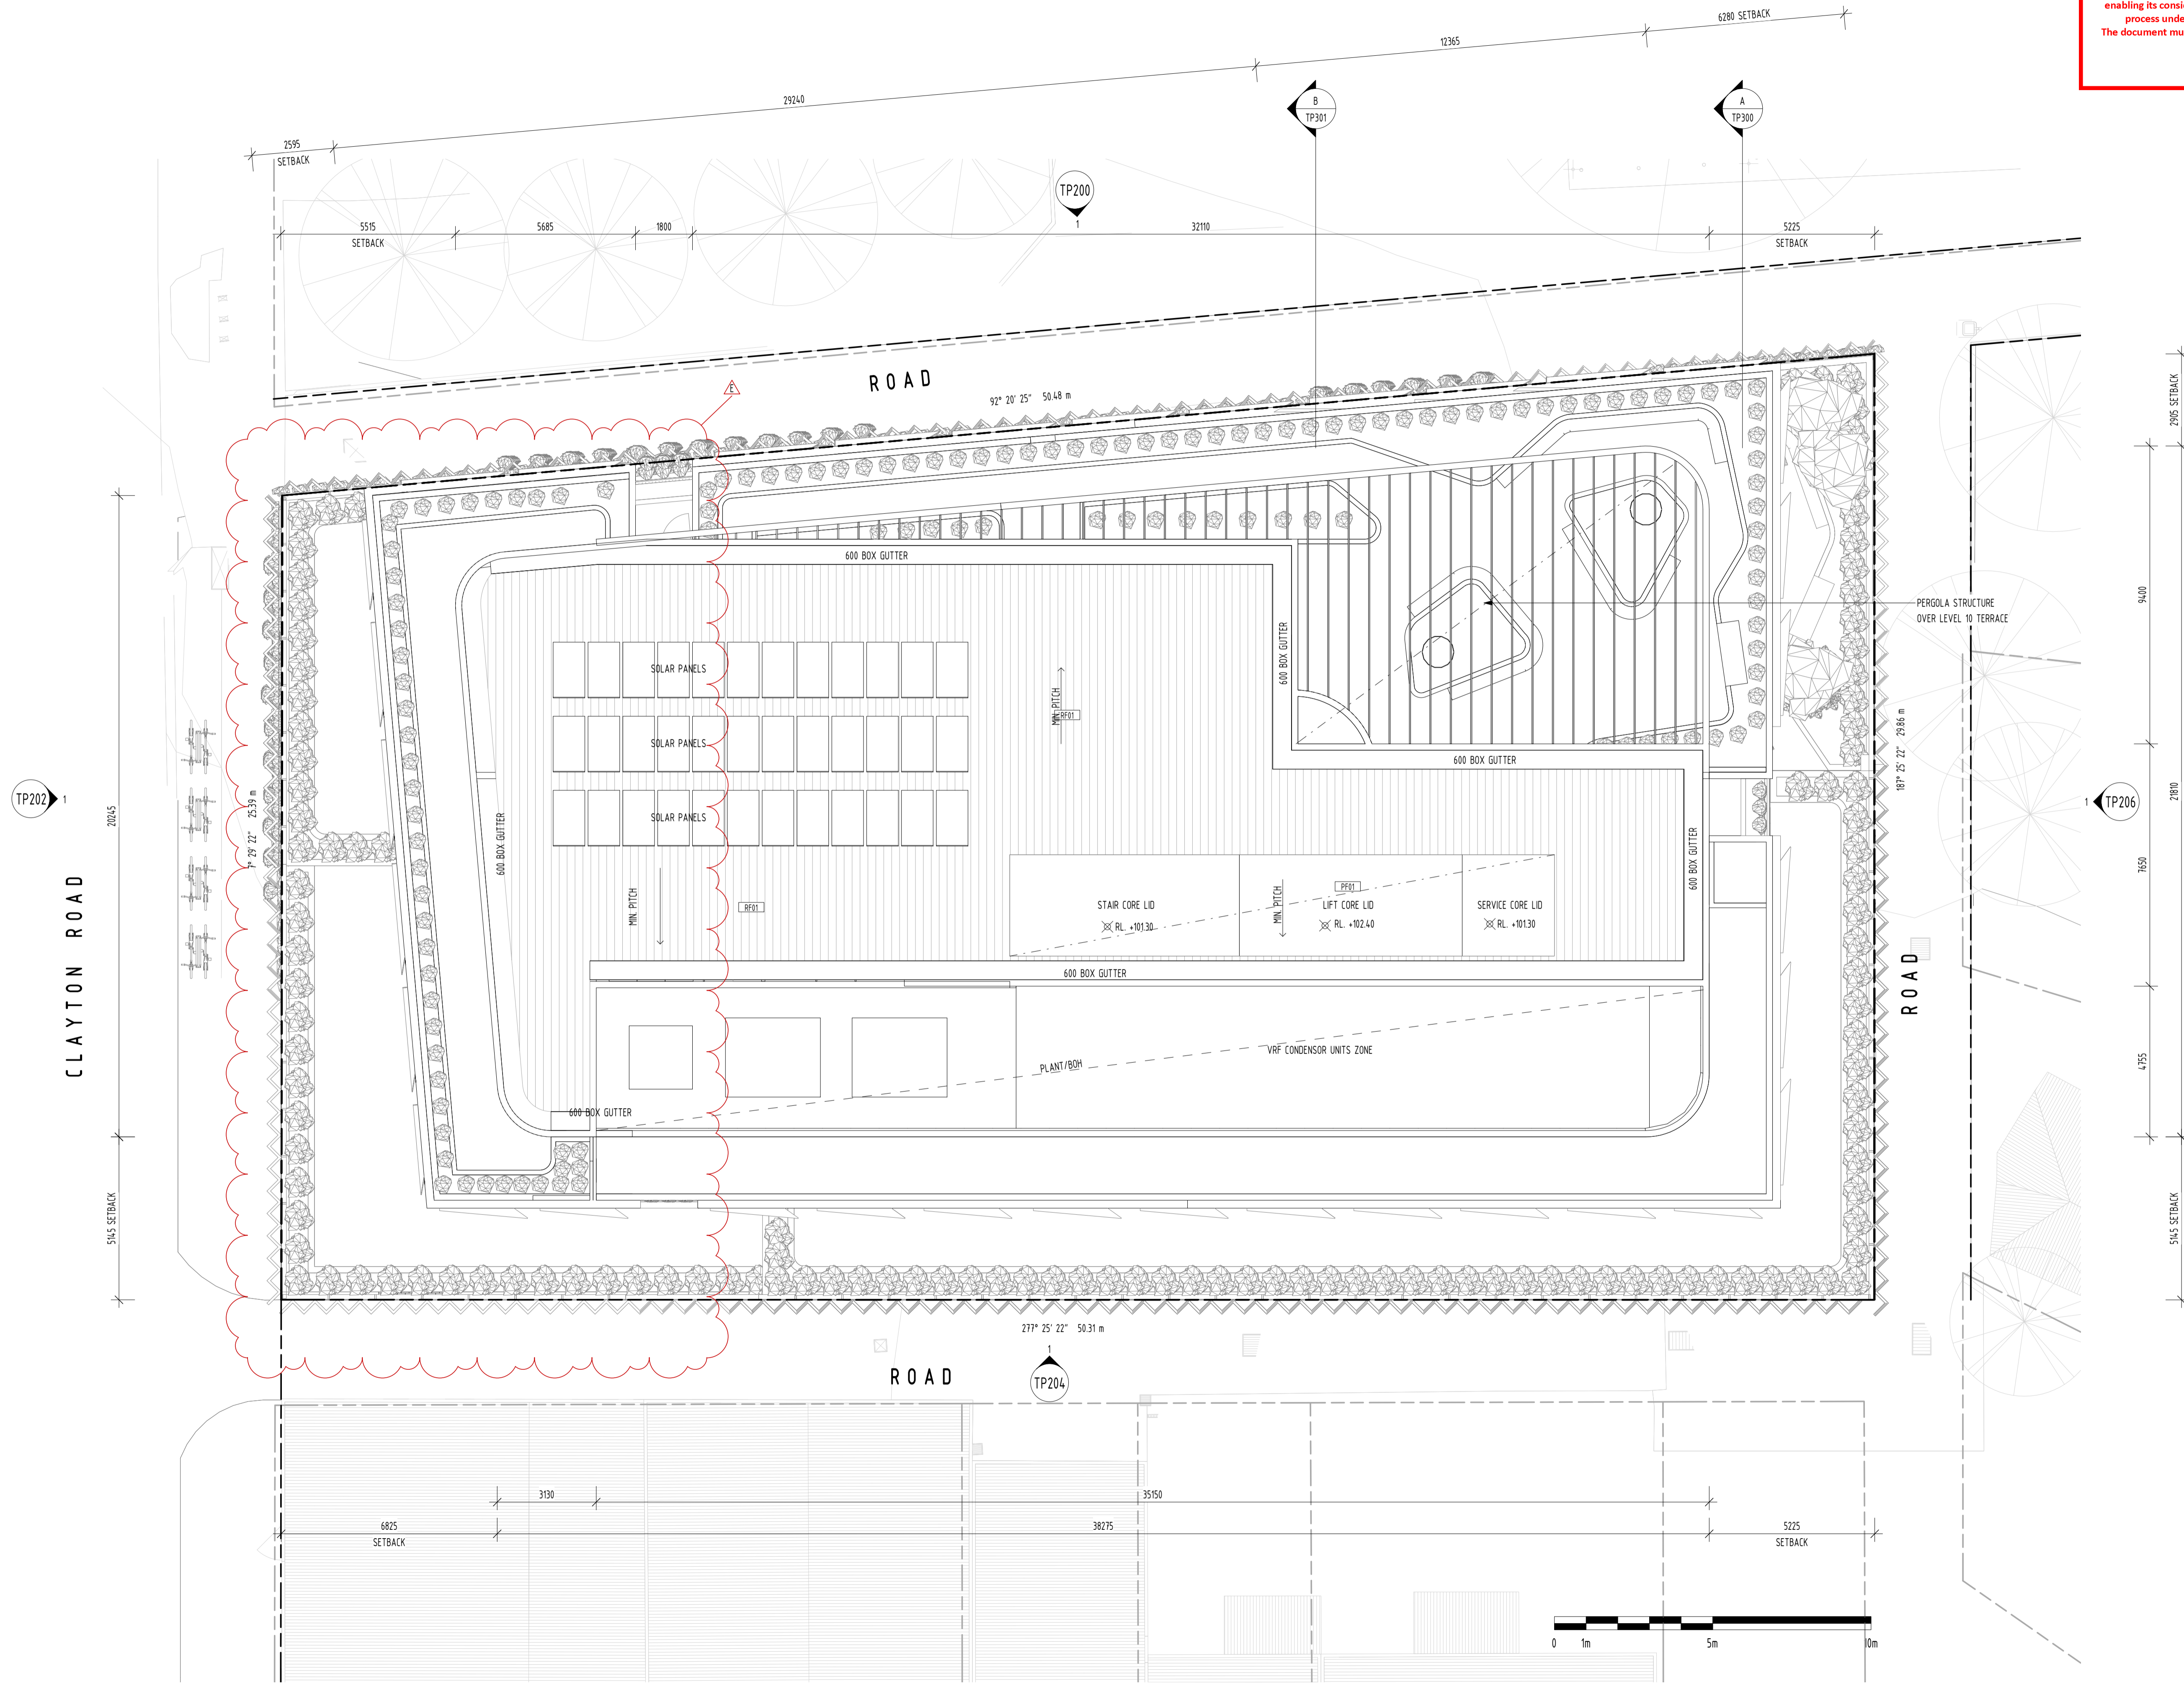 enabling its consi
process unde
The document mu
6280 SETBACK
12365
29240
2595
SETBACK
B
TP301
A
TP300
TP200
1
5515
SETBACK
5685
1800
32110
5225
SETBACK
ROAD
E
92° 20' 25" 50.48 m
2905 SETBACK
600 BOX GUTTER
PERGOLA STRUCTURE
OVER LEVEL 10 TERRACE
9400
600 BOX GUTTER
SOLAR PANELS
MIN. PITCH
RF01
SOLAR PANELS
600 BOX GUTTER
187° 25' 22" 29.86 m
TP202
1
20245
7° 29' 22" 25.39 m
SOLAR PANELS
1
TP206
21810
600 BOX GUTTER
600 BOX GUTTER
7650
CLAYTON ROAD
MIN. PITCH
RF01
STAIR CORE LID
RL. +101.30
MIN. PITCH
PF01
LIFT CORE LID
RL. +102.40
SERVICE CORE LID
RL. +101.30
ROAD
600 BOX GUTTER
PLANT/BOH
VRF CONDENSOR UNITS ZONE
4755
600 BOX GUTTER
5145 SETBACK
5145 SETBACK
277° 25' 22" 50.31 m
ROAD
1
TP204
3130
35150
6825
SETBACK
38275
5225
SETBACK
0 1m 5m 10m